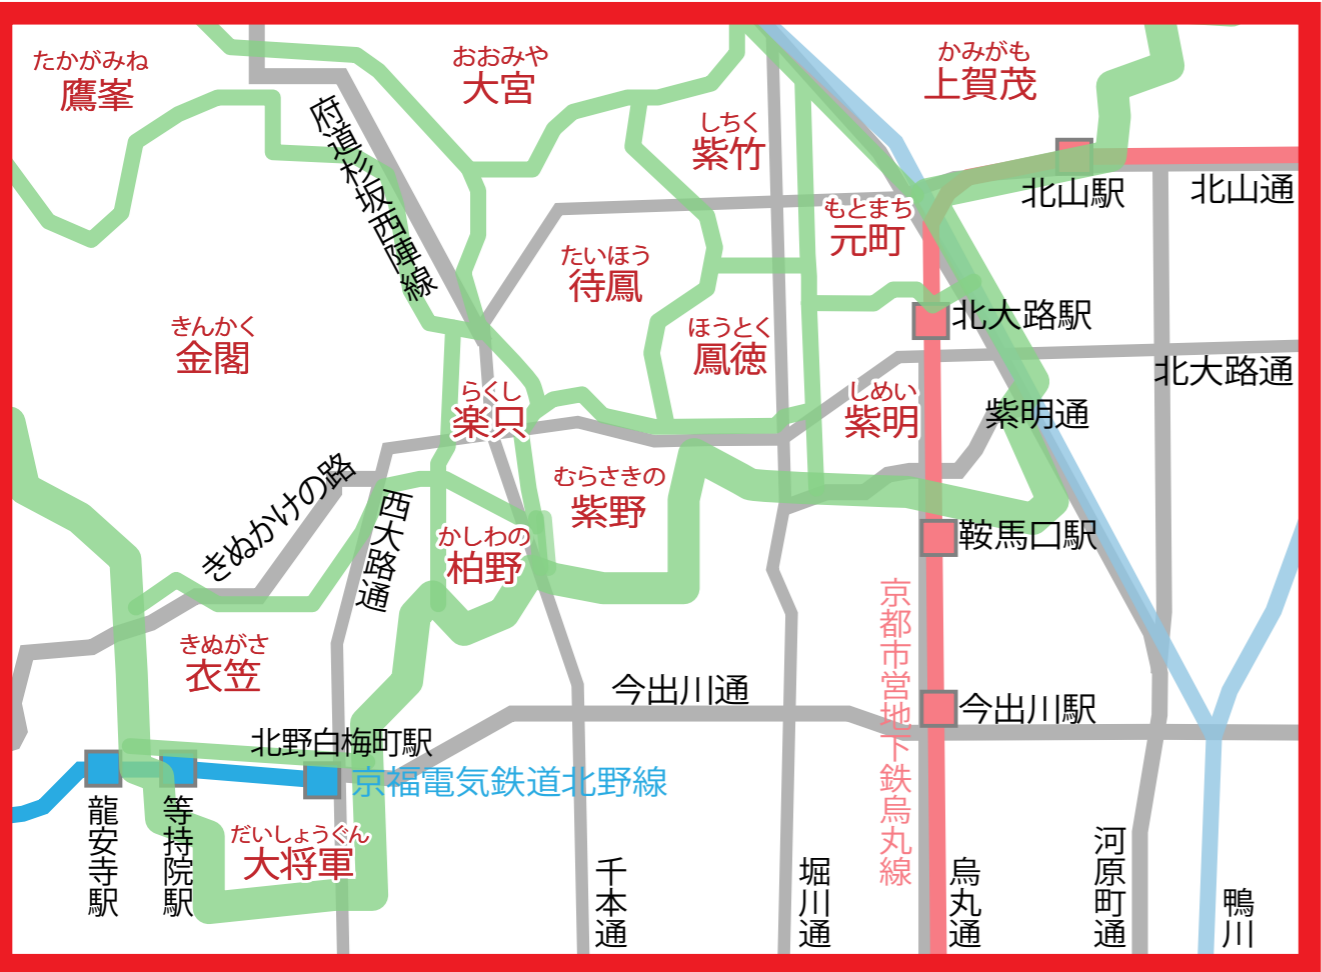 たかがみね
鷹峯
おおみや
大宮
かみがも
上賀茂
府道杉坂西陣線
しちく
紫竹
北山駅
北山通
もとまち
元町
たいほう
待鳳
きんかく
金閣
ほうとく
鳳徳
北大路駅
北大路通
らくし
楽只
しめい
紫明
紫明通
きぬかけの路
西大路通
むらさきの
紫野
かしわの
柏野
鞍馬口駅
京都市営地下鉄烏丸線
きぬがさ
衣笠
今出川通
今出川駅
北野白梅町駅
京福電気鉄道北野線
龍安寺駅
等持院駅
だいしょうぐん
大将軍
千本通
堀川通
烏丸通
河原町通
鴨川